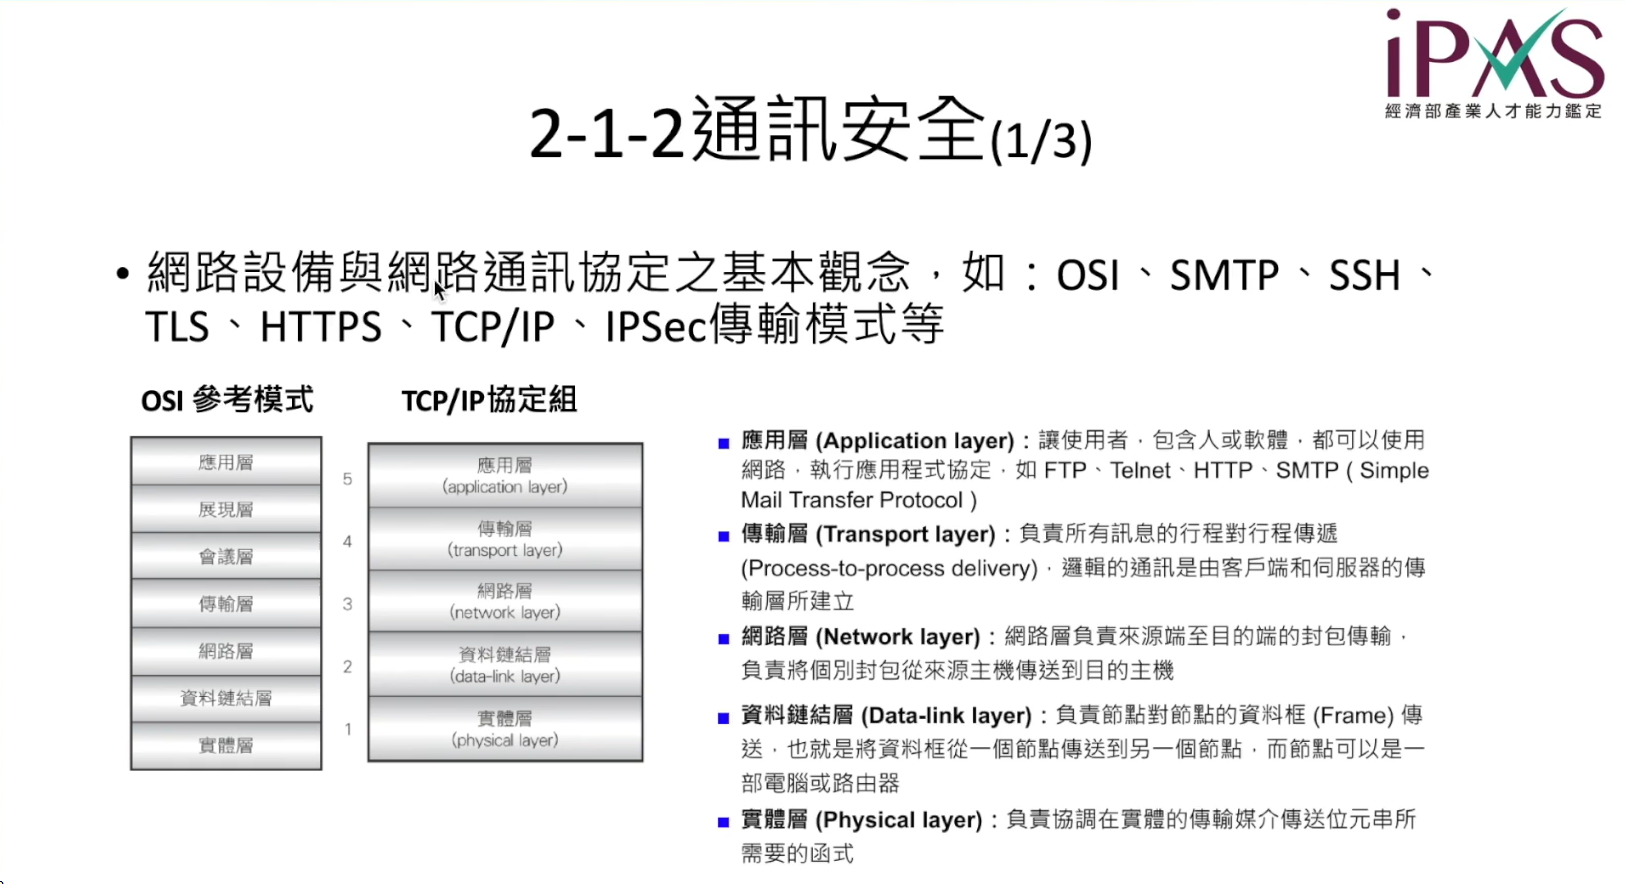 iPAS
經濟部產業人才能力鑑定
2-1-2通訊安全(1/3)
• 網路設備與網路通訊協定之基本觀念，如：OSI、SMTP、SSH、
TLS、HTTPS、TCP/IP、IPSec傳輸模式等
OSI 參考模式
應用層
展現層
會議層
傳輸層
網路層
資料鏈結層
實體層
TCP/IP協定組
5 應用層
(application layer)
4 傳輸層
(transport layer)
3 網路層
(network layer)
2 資料鏈結層
(data-link layer)
1 實體層
(physical layer)
■ 應用層 (Application layer)：讓使用者，包含人或軟體，都可以使用
網路，執行應用程式協定，如 FTP、Telnet、HTTP、SMTP ( Simple
Mail Transfer Protocol )
■ 傳輸層 (Transport layer)：負責所有訊息的行程對行程傳遞
(Process-to-process delivery)，邏輯的通訊是由客戶端和伺服器的傳
輸層所建立
■ 網路層 (Network layer)：網路層負責來源端至目的端的封包傳輸，
負責將個別封包從來源主機傳送到目的主機
■ 資料鏈結層 (Data-link layer)：負責節點對節點的資料框 (Frame) 傳
送，也就是將資料框從一個節點傳送到另一個節點，而節點可以是一
部電腦或路由器
■ 實體層 (Physical layer)：負責協調在實體的傳輸媒介傳送位元串所
需要的函式